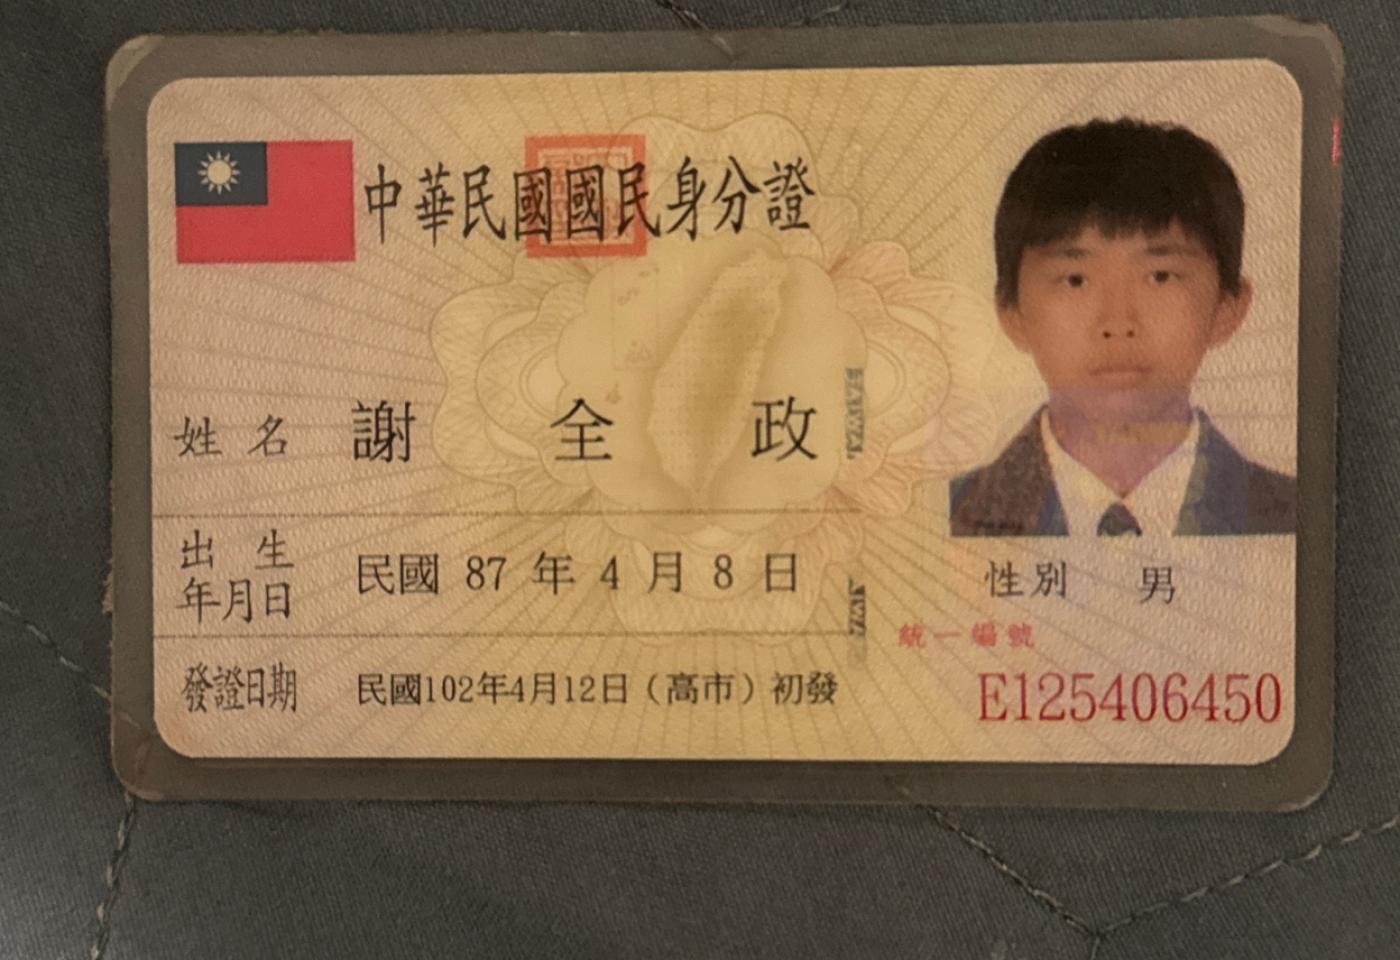 中華民國國民身分證
姓名 謝全政
出生年月日 民國 87 年 4 月 8 日
性別 男
統一編號
發證日期 民國102年4月12日（高市）初發
E125406450